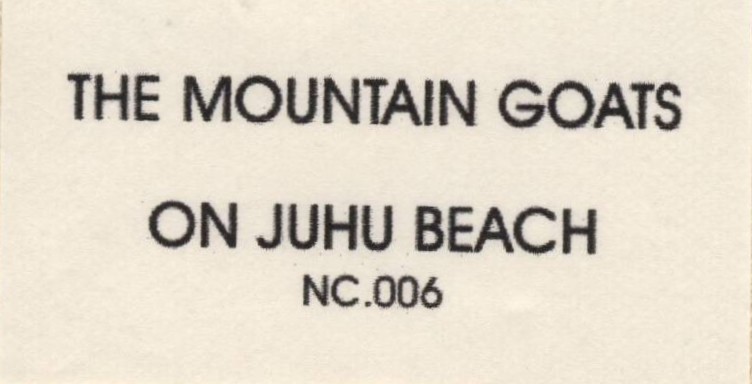 THE MOUNTAIN GOATS
ON JUHU BEACH
NC.006